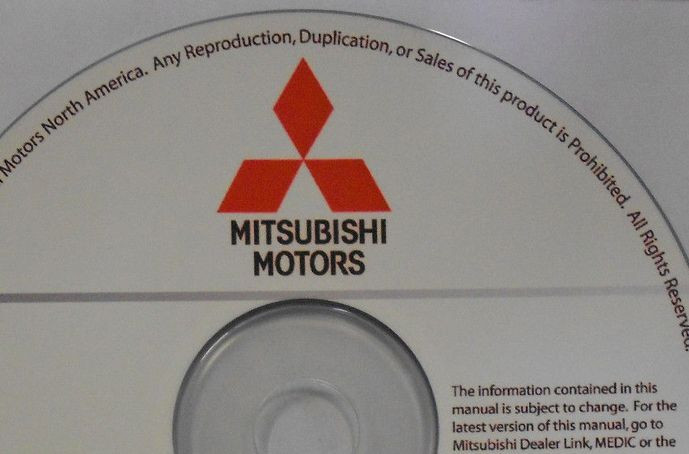 Motors North America. Any Reproduction, Duplication, or Sales of this product is Prohibited. All Rights Reserved.
MITSUBISHI
MOTORS
The information contained in this
manual is subject to change. For the
latest version of this manual, go to
Mitsubishi Dealer Link, MEDIC or the